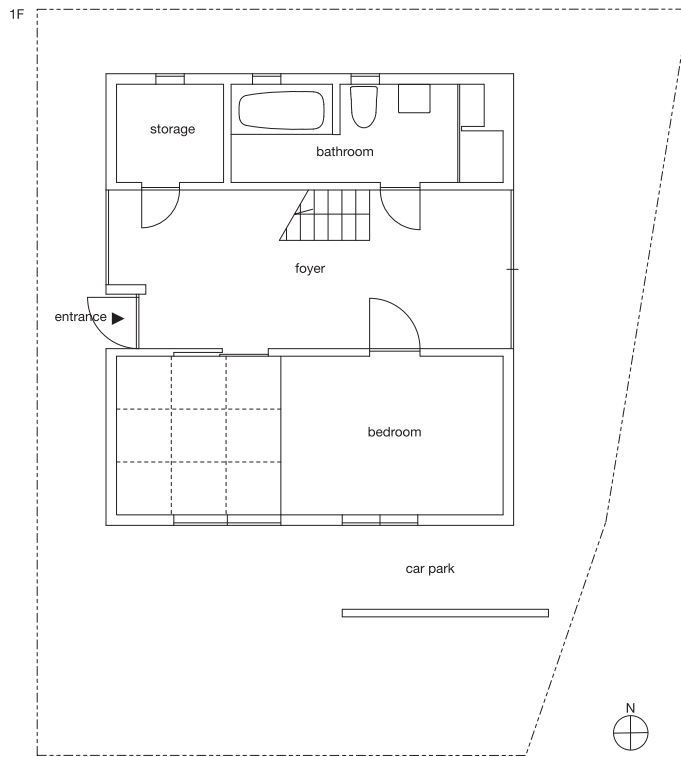 1F
storage
bathroom
foyer
entrance
bedroom
car park
N